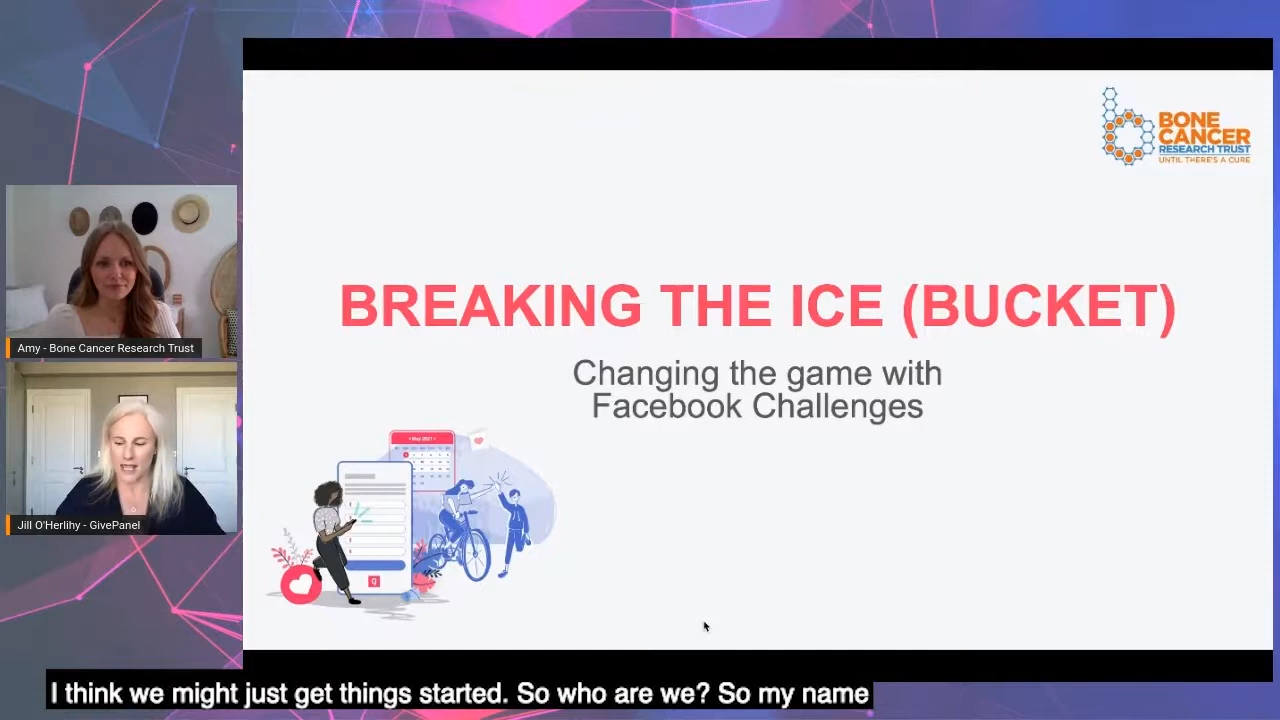 BONE
CANCER
RESEARCH TRUST
UNTIL THERE'S A CURE
Amy - Bone Cancer Research Trust
BREAKING THE ICE (BUCKET)
Changing the game with
Facebook Challenges
May 2021
Jill O'Herlihy - GivePanel
g
I think we might just get things started. So who are we? So my name